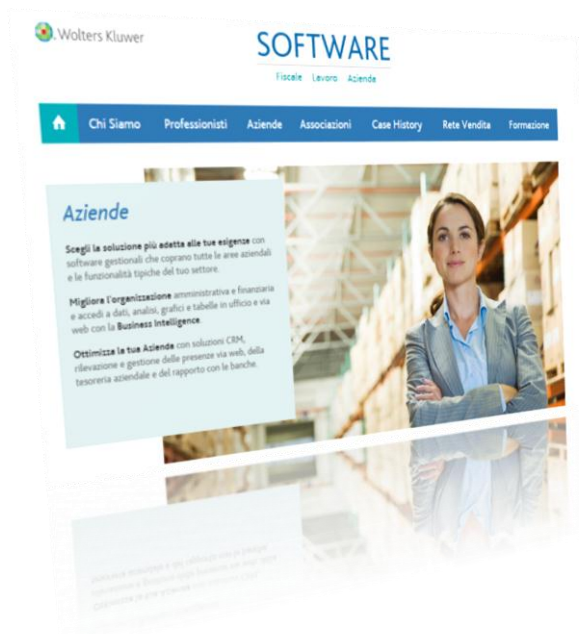 Wolters Kluwer
SOFTWARE
Fiscale Lavoro Aziende
Chi Siamo Professionisti Aziende Associazioni Case History Rete Vendita Formazione
Aziende
Scegli la soluzione più adatta alle tue esigenze con
software gestionali che coprano tutte le aree aziendali
e le funzionalità tipiche del tuo settore.
Migliora l'organizzazione amministrativa e finanziaria
e accedi a dati, analisi, grafici e tabelle in ufficio e via
web con la Business Intelligence.
Ottimizza la tua Azienda con soluzioni CRM,
rilevazione e gestione delle presenze via web, della
tesoreria aziendale e del rapporto con le banche.